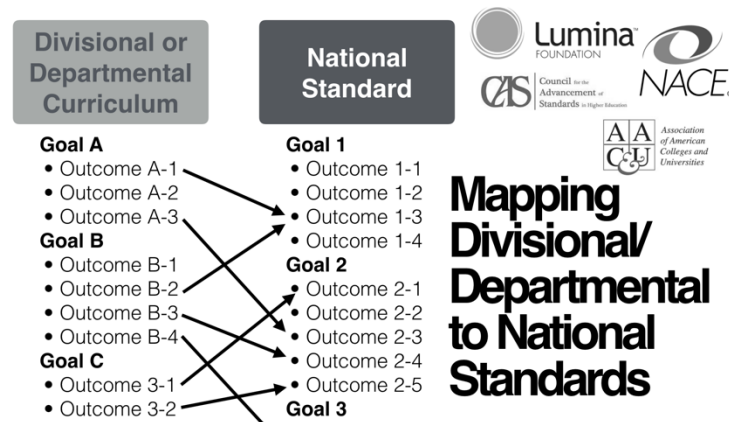 Divisional or
Departmental
Curriculum
Goal A
• Outcome A-1
• Outcome A-2
• Outcome A-3
Goal B
• Outcome B-1
• Outcome B-2
• Outcome B-3
• Outcome B-4
Goal C
• Outcome 3-1
• Outcome 3-2
National
Standard
Goal 1
• Outcome 1-1
• Outcome 1-2
• Outcome 1-3
• Outcome 1-4
Goal 2
• Outcome 2-1
• Outcome 2-2
• Outcome 2-3
• Outcome 2-4
• Outcome 2-5
Goal 3
Lumina™
FOUNDATION
NACE
CAS
Council for the
Advancement of
Standards in Higher Education
AA
C&U
Association
of American
Colleges and
Universities
Mapping
Divisional/
Departmental
to National
Standards